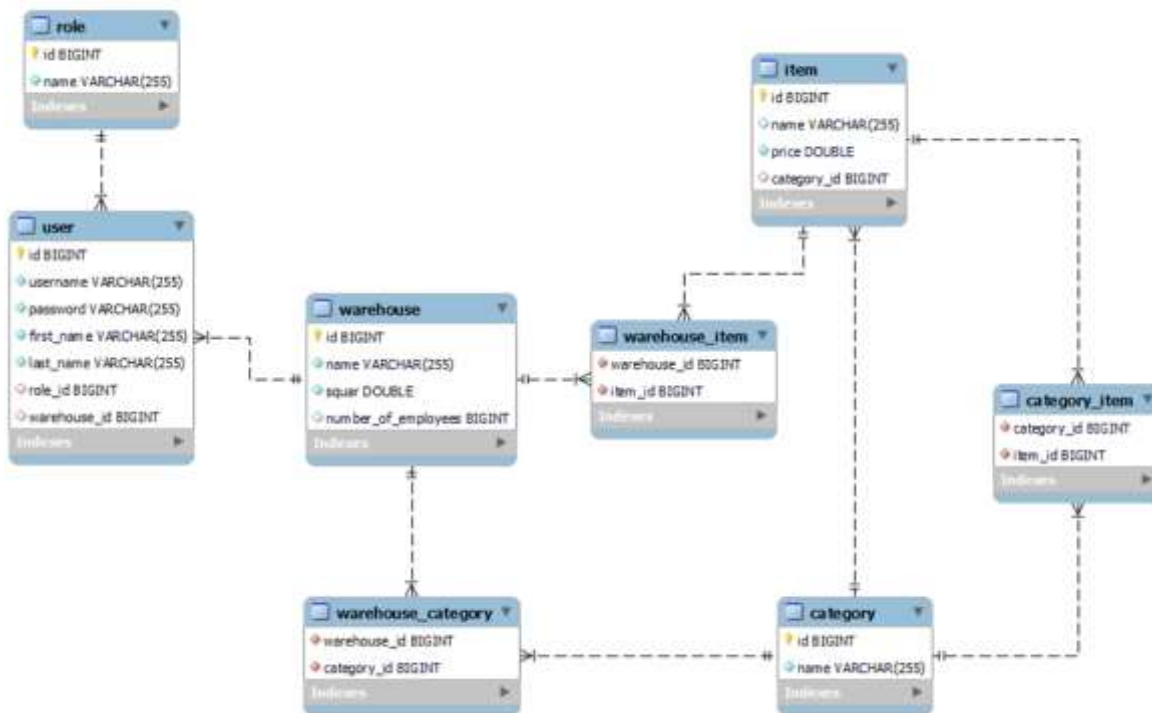 role
id BIGINT
name VARCHAR(255)
Indexes
user
id BIGINT
username VARCHAR(255)
password VARCHAR(255)
first_name VARCHAR(255)
last_name VARCHAR(255)
role_id BIGINT
warehouse_id BIGINT
Indexes
warehouse
id BIGINT
name VARCHAR(255)
squar DOUBLE
number_of_employees BIGINT
Indexes
item
id BIGINT
name VARCHAR(255)
price DOUBLE
category_id BIGINT
Indexes
warehouse_item
warehouse_id BIGINT
item_id BIGINT
Indexes
category_item
category_id BIGINT
item_id BIGINT
Indexes
warehouse_category
warehouse_id BIGINT
category_id BIGINT
Indexes
category
id BIGINT
name VARCHAR(255)
Indexes